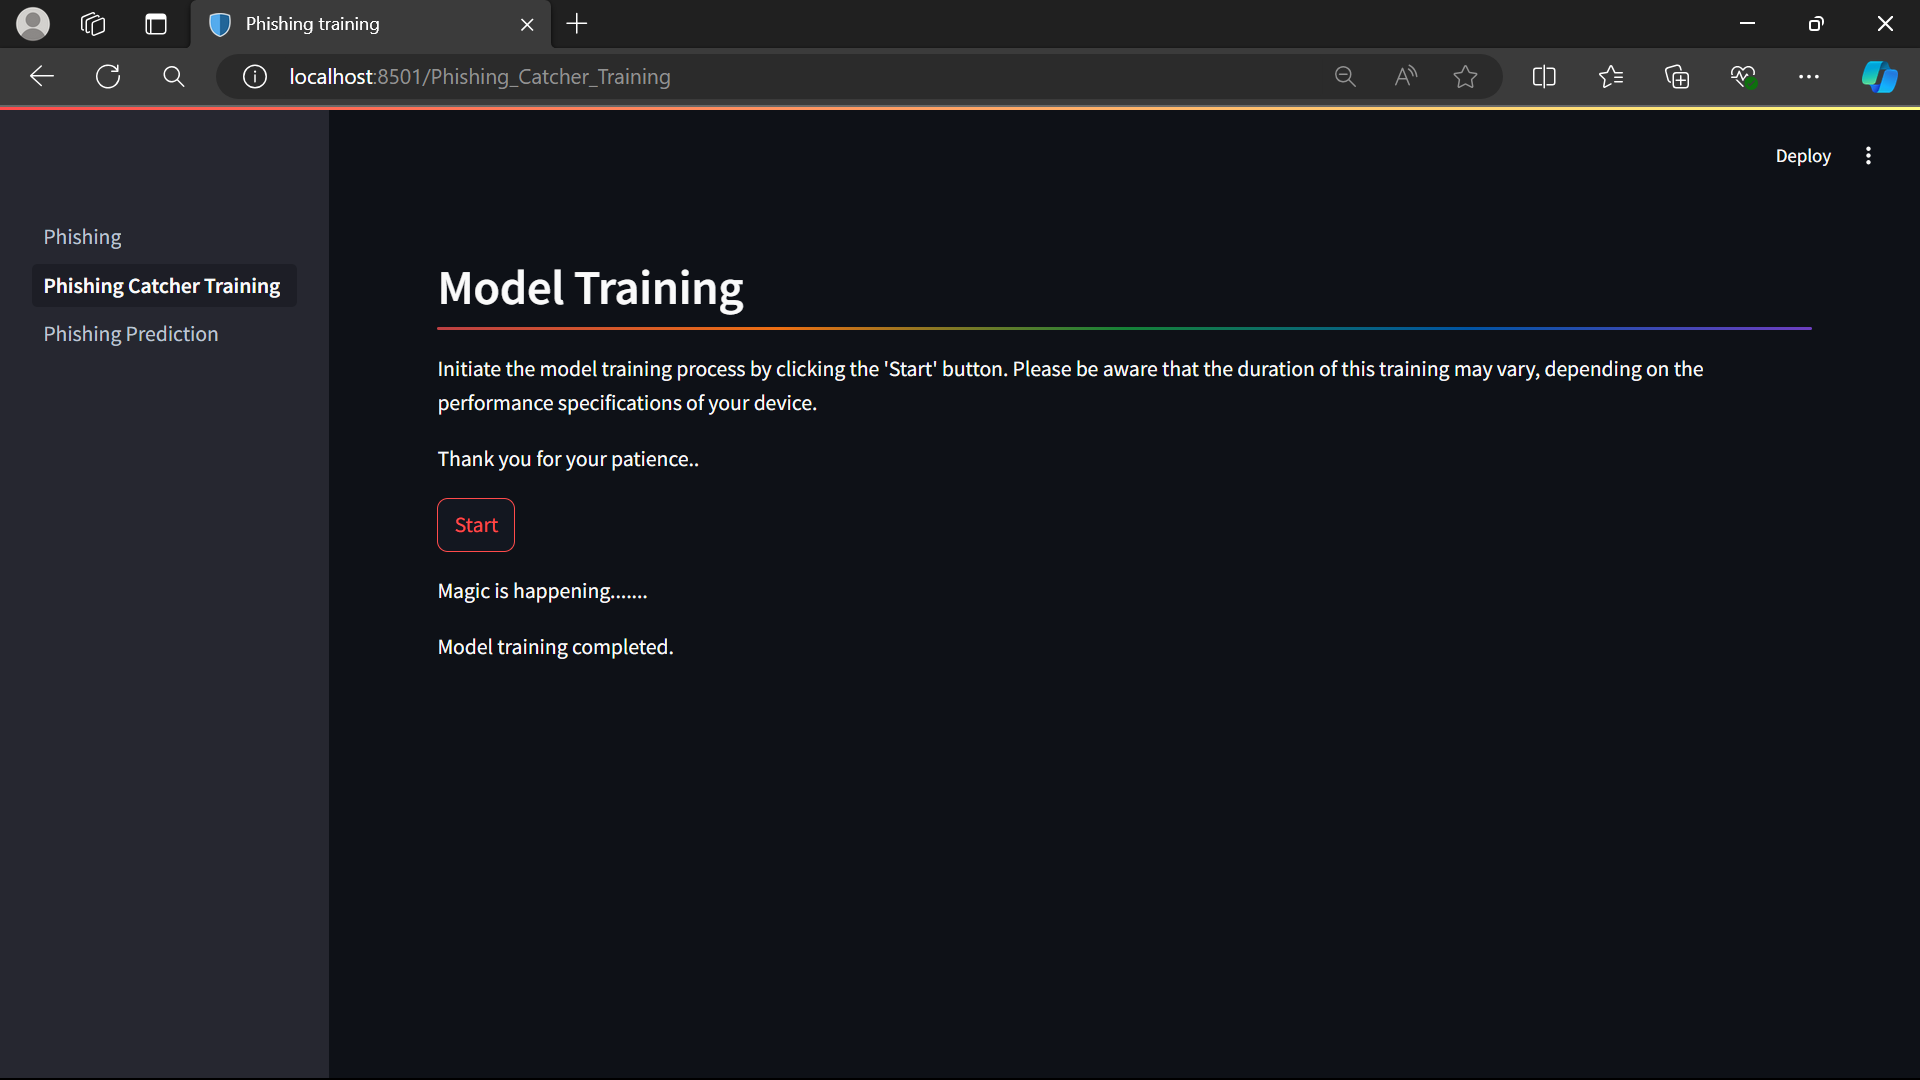 Phishing training
localhost:8501/Phishing_Catcher_Training
Deploy
Phishing
Phishing Catcher Training
Phishing Prediction
Model Training
Initiate the model training process by clicking the 'Start' button. Please be aware that the duration of this training may vary, depending on the
performance specifications of your device.
Thank you for your patience..
Start
Magic is happening.......
Model training completed.